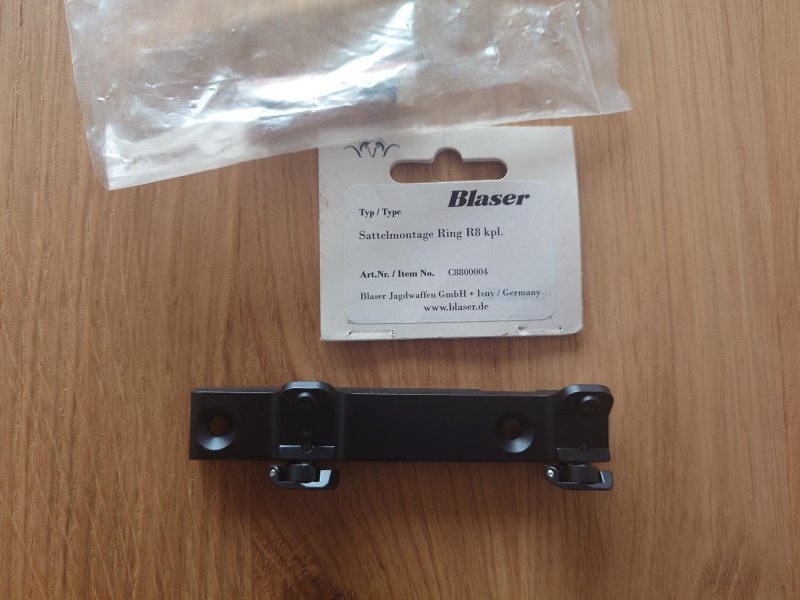 Blaser
Typ / Type
Sattelmontage Ring R8 kpl.
Art.Nr. / Item No. C8800004
Blaser Jagdwaffen GmbH • Isny / Germany
www.blaser.de